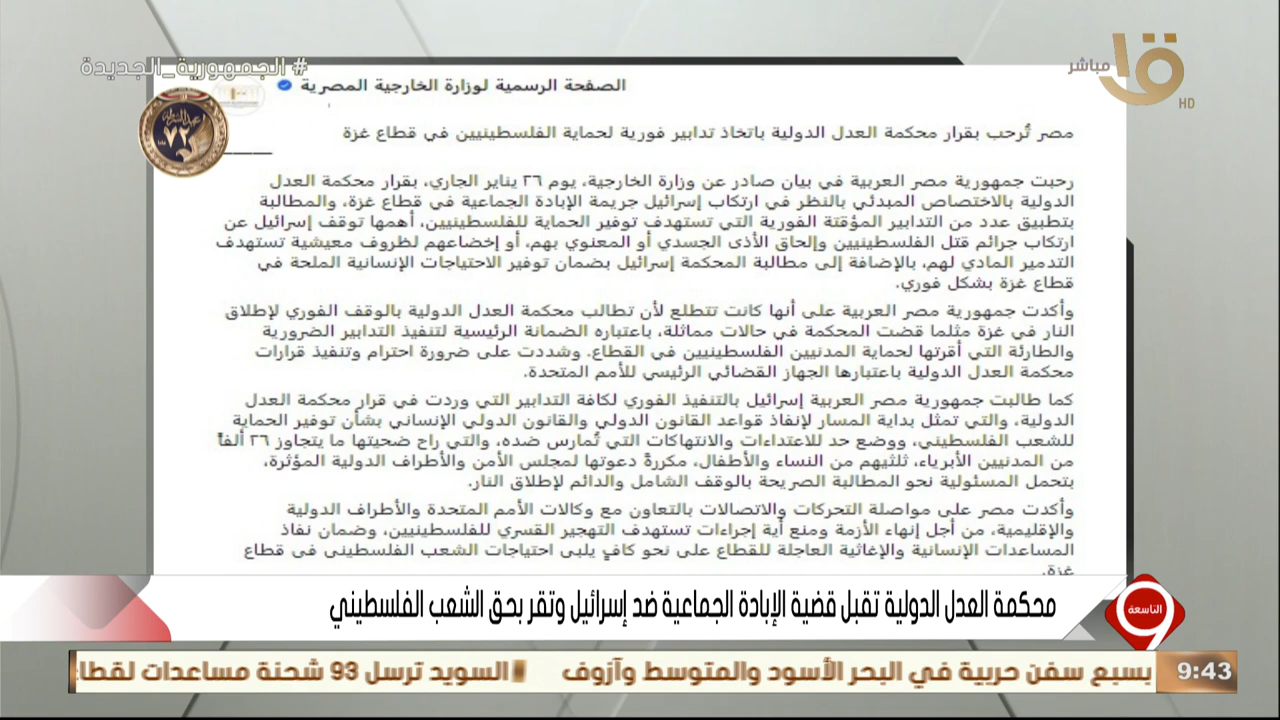 #الجمهورية_الجديدة
مباشر
HD
عيد الشرطة
٧٢
الصفحة الرسمية لوزارة الخارجية المصرية
مصر تُرحب بقرار محكمة العدل الدولية باتخاذ تدابير فورية لحماية الفلسطينيين في قطاع غزة
رحبت جمهورية مصر العربية في بيان صادر عن وزارة الخارجية، يوم ٢٦ يناير الجاري، بقرار محكمة العدل
الدولية بالاختصاص المبدئي بالنظر في ارتكاب إسرائيل جريمة الإبادة الجماعية في قطاع غزة، والمطالبة
بتطبيق عدد من التدابير المؤقتة الفورية التي تستهدف توفير الحماية للفلسطينيين، أهمها توقف إسرائيل عن
ارتكاب جرائم قتل الفلسطينيين وإلحاق الأذى الجسدي أو المعنوي بهم، أو إخضاعهم لظروف معيشية تستهدف
التدمير المادي لهم، بالإضافة إلى مطالبة المحكمة إسرائيل بضمان توفير الاحتياجات الإنسانية الملحة في
قطاع غزة بشكل فوري.
وأكدت جمهورية مصر العربية على أنها كانت تتطلع لأن تطالب محكمة العدل الدولية بالوقف الفوري لإطلاق
النار في غزة مثلما قضت المحكمة في حالات مماثلة، باعتباره الضمانة الرئيسية لتنفيذ التدابير الضرورية
والطارئة التي أقرتها لحماية المدنيين الفلسطينيين في القطاع. وشددت على ضرورة احترام وتنفيذ قرارات
محكمة العدل الدولية باعتبارها الجهاز القضائي الرئيسي للأمم المتحدة.
كما طالبت جمهورية مصر العربية إسرائيل بالتنفيذ الفوري لكافة التدابير التي وردت في قرار محكمة العدل
الدولية، والتي تمثل بداية المسار لإنفاذ قواعد القانون الدولي والقانون الدولي الإنساني بشأن توفير الحماية
للشعب الفلسطيني، ووضع حد للاعتداءات والانتهاكات التي تُمارس ضده، والتي راح ضحيتها ما يتجاوز ٢٦ ألفاً
من المدنيين الأبرياء، ثلثيهم من النساء والأطفال، مكررةً دعوتها لمجلس الأمن والأطراف الدولية المؤثرة،
بتحمل المسئولية نحو المطالبة الصريحة بالوقف الشامل والدائم لإطلاق النار.
وأكدت مصر على مواصلة التحركات والاتصالات بالتعاون مع وكالات الأمم المتحدة والأطراف الدولية
والإقليمية، من أجل إنهاء الأزمة ومنع أية إجراءات تستهدف التهجير القسري للفلسطينيين، وضمان نفاذ
المساعدات الإنسانية والإغاثية العاجلة للقطاع على نحو كافٍ يلبي احتياجات الشعب الفلسطيني في قطاع
غزة.
محكمة العدل الدولية تقبل قضية الإبادة الجماعية ضد إسرائيل وتقر بحق الشعب الفلسطيني
التاسعة
9:43
بسبع سفن حربية في البحر الأسود والمتوسط وآزوف
السويد ترسل 93 شحنة مساعدات لقطا